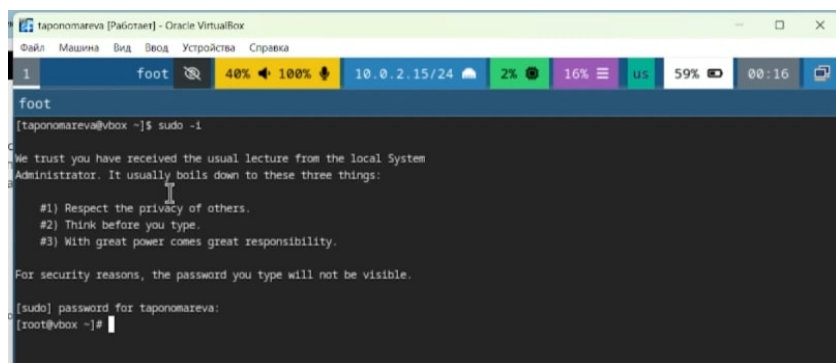 taponomareva [Работает] - Oracle VirtualBox
Файл Машина Вид Ввод Устройства Справка
1 foot 40% 100% 10.0.2.15/24 2% 16% us 59% 00:16
foot
[taponomareva@vbox ~]$ sudo -i
We trust you have received the usual lecture from the local System
Administrator. It usually boils down to these three things:
#1) Respect the privacy of others.
#2) Think before you type.
#3) With great power comes great responsibility.
For security reasons, the password you type will not be visible.
[sudo] password for taponomareva:
[root@vbox ~]#